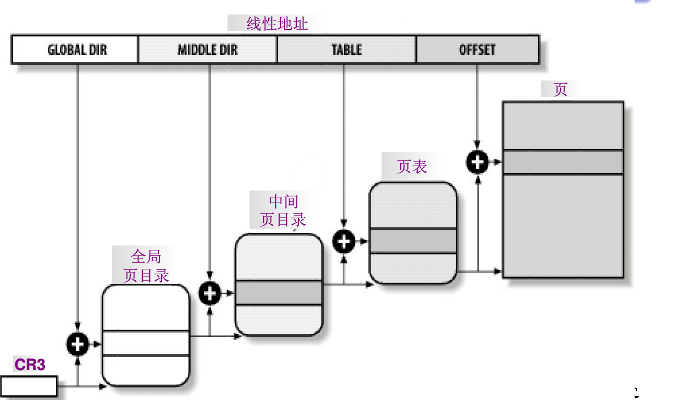 线性地址
GLOBAL DIR
MIDDLE DIR
TABLE
OFFSET
页
页表
中间
页目录
全局
页目录
CR3